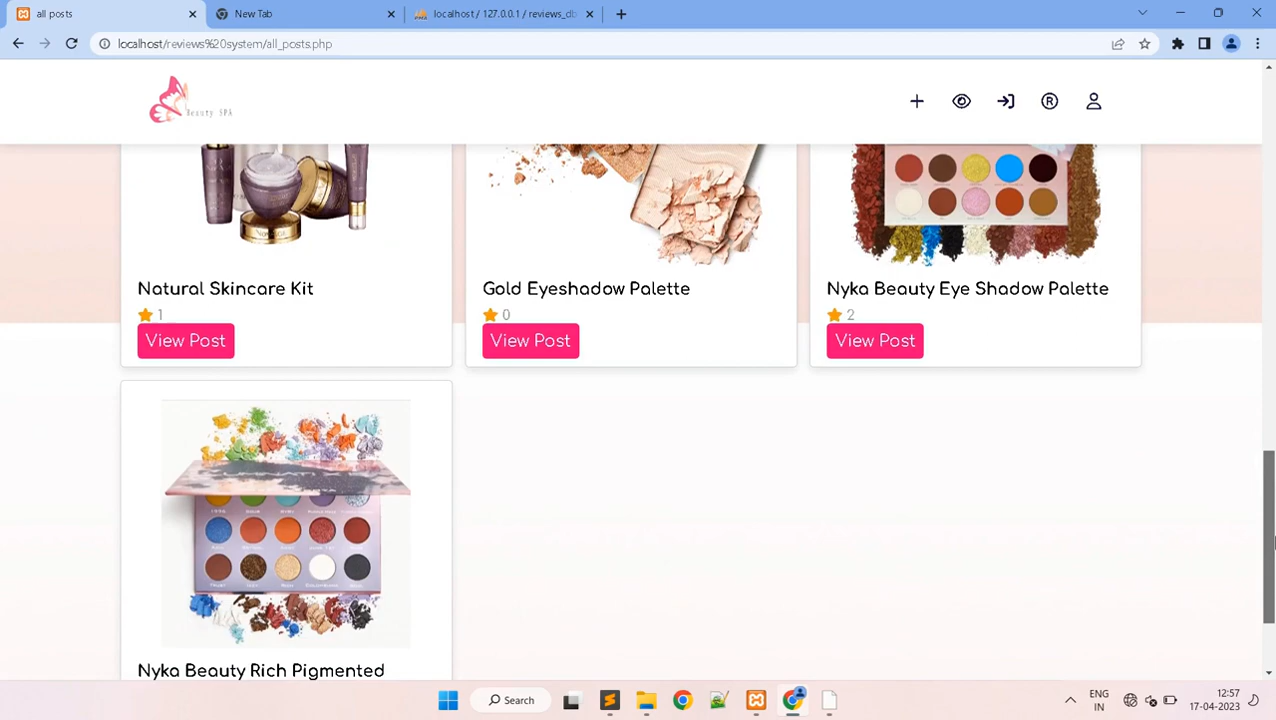 all posts
New Tab
localhost / 127.0.0.1 / reviews_db
localhost/reviews%20system/all_posts.php
Beauty SPA
R
Natural Skincare Kit
1
View Post
Gold Eyeshadow Palette
0
View Post
Nyka Beauty Eye Shadow Palette
2
View Post
Nyka Beauty Rich Pigmented
Search
ENG
IN
12:57
17-04-2023